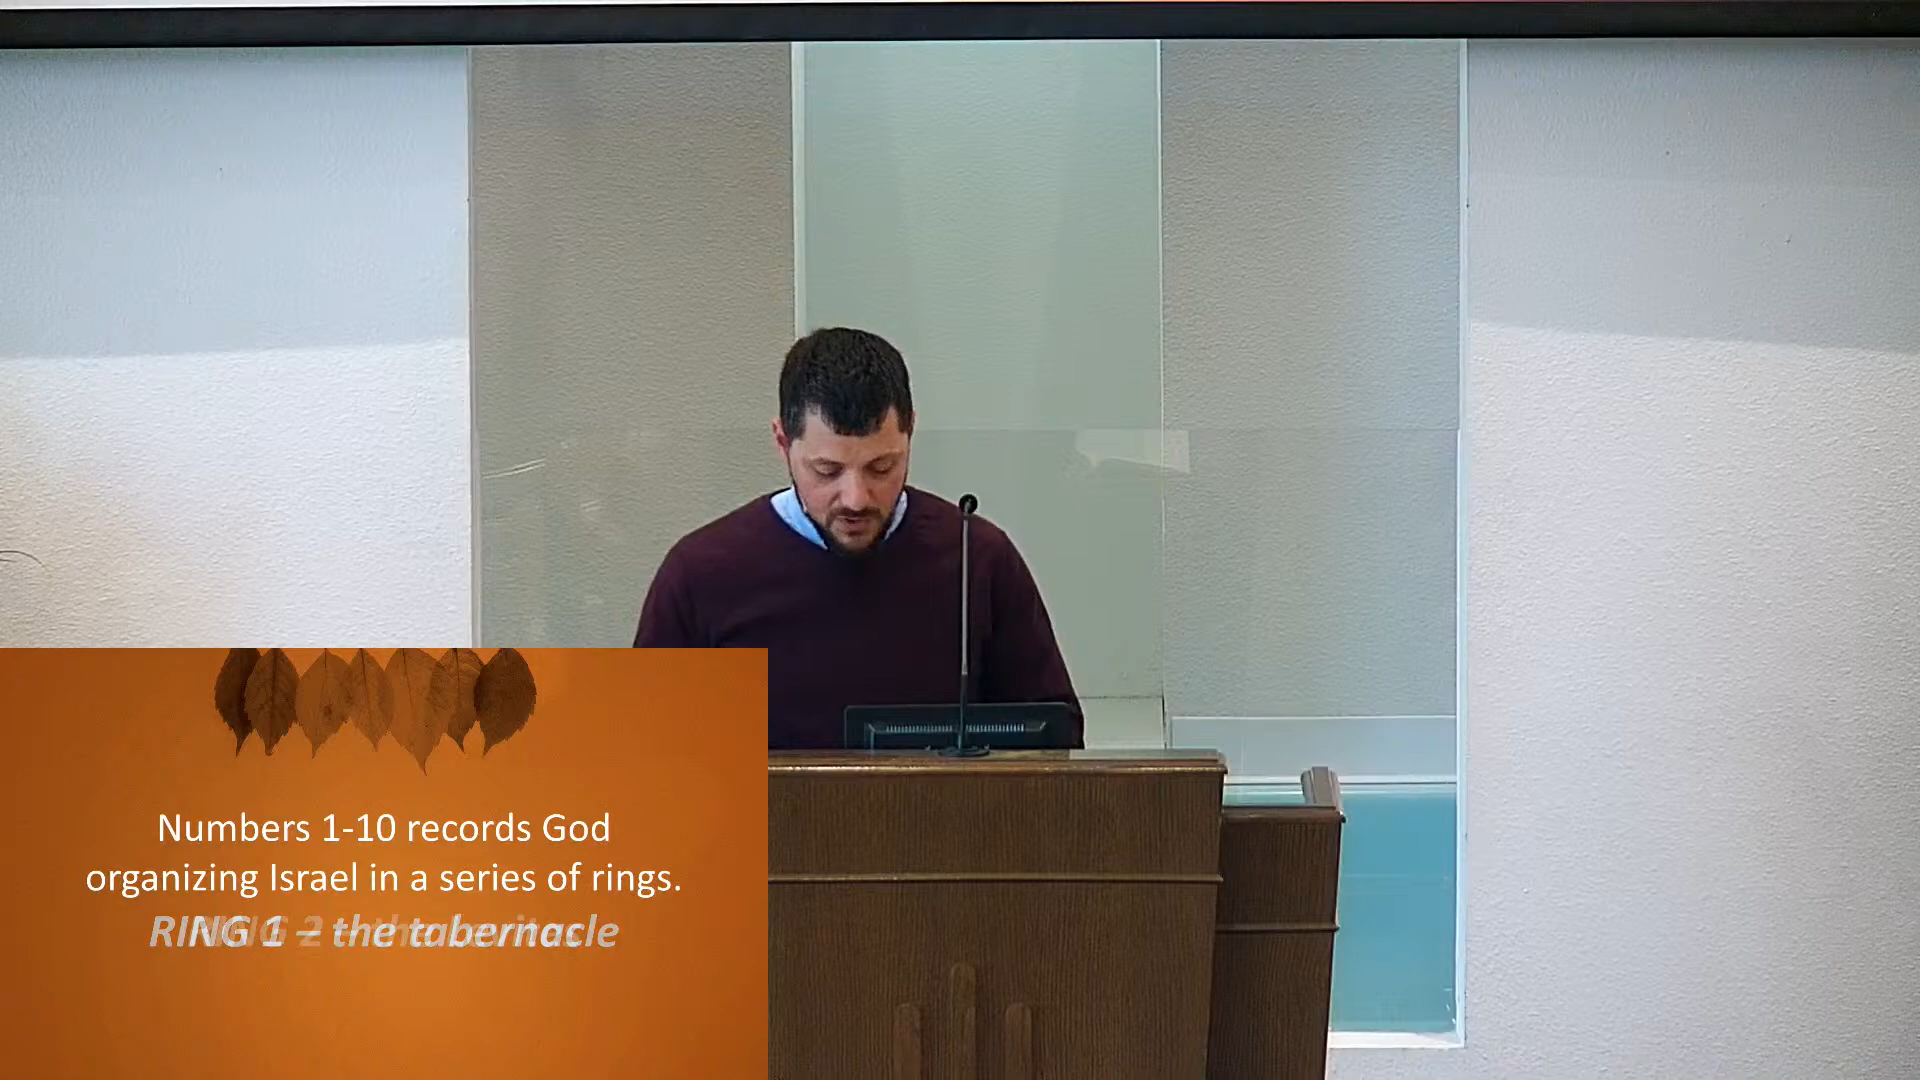 Numbers 1-10 records God
organizing Israel in a series of rings.
RING 1 – the tabernacle